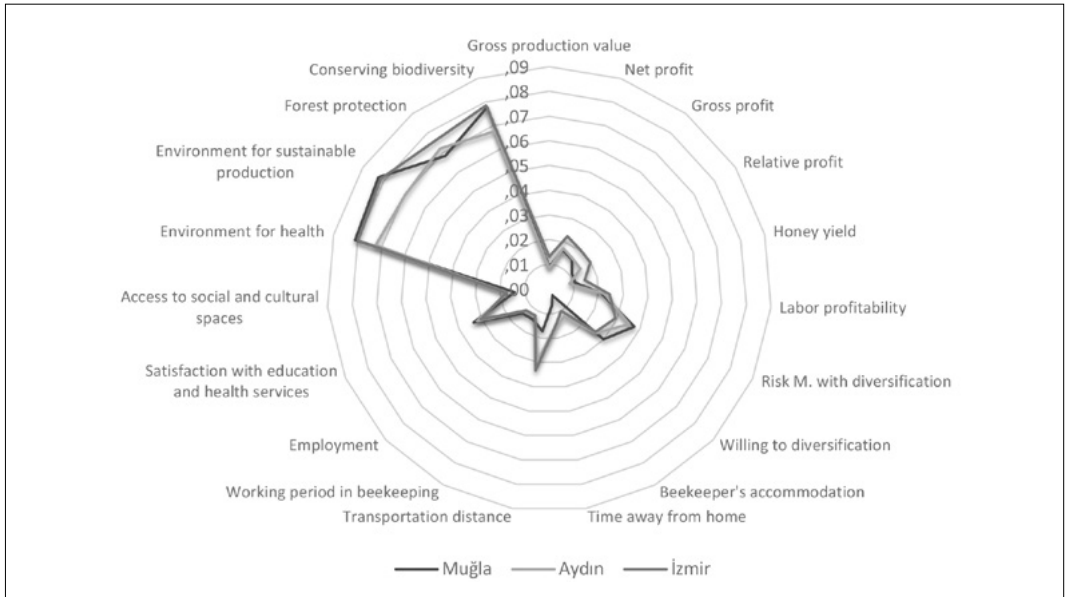 Gross production value
Net profit
Gross profit
Relative profit
Honey yield
Labor profitability
Risk M. with diversification
Willing to diversification
Beekeeper's accommodation
Time away from home
Transportation distance
Working period in beekeeping
Employment
Satisfaction with education
and health services
Access to social and cultural
spaces
Environment for health
Environment for sustainable
production
Forest protection
Conserving biodiversity
,09
,08
,07
,06
,05
,04
,03
,02
,01
,00
Muğla
Aydın
İzmir